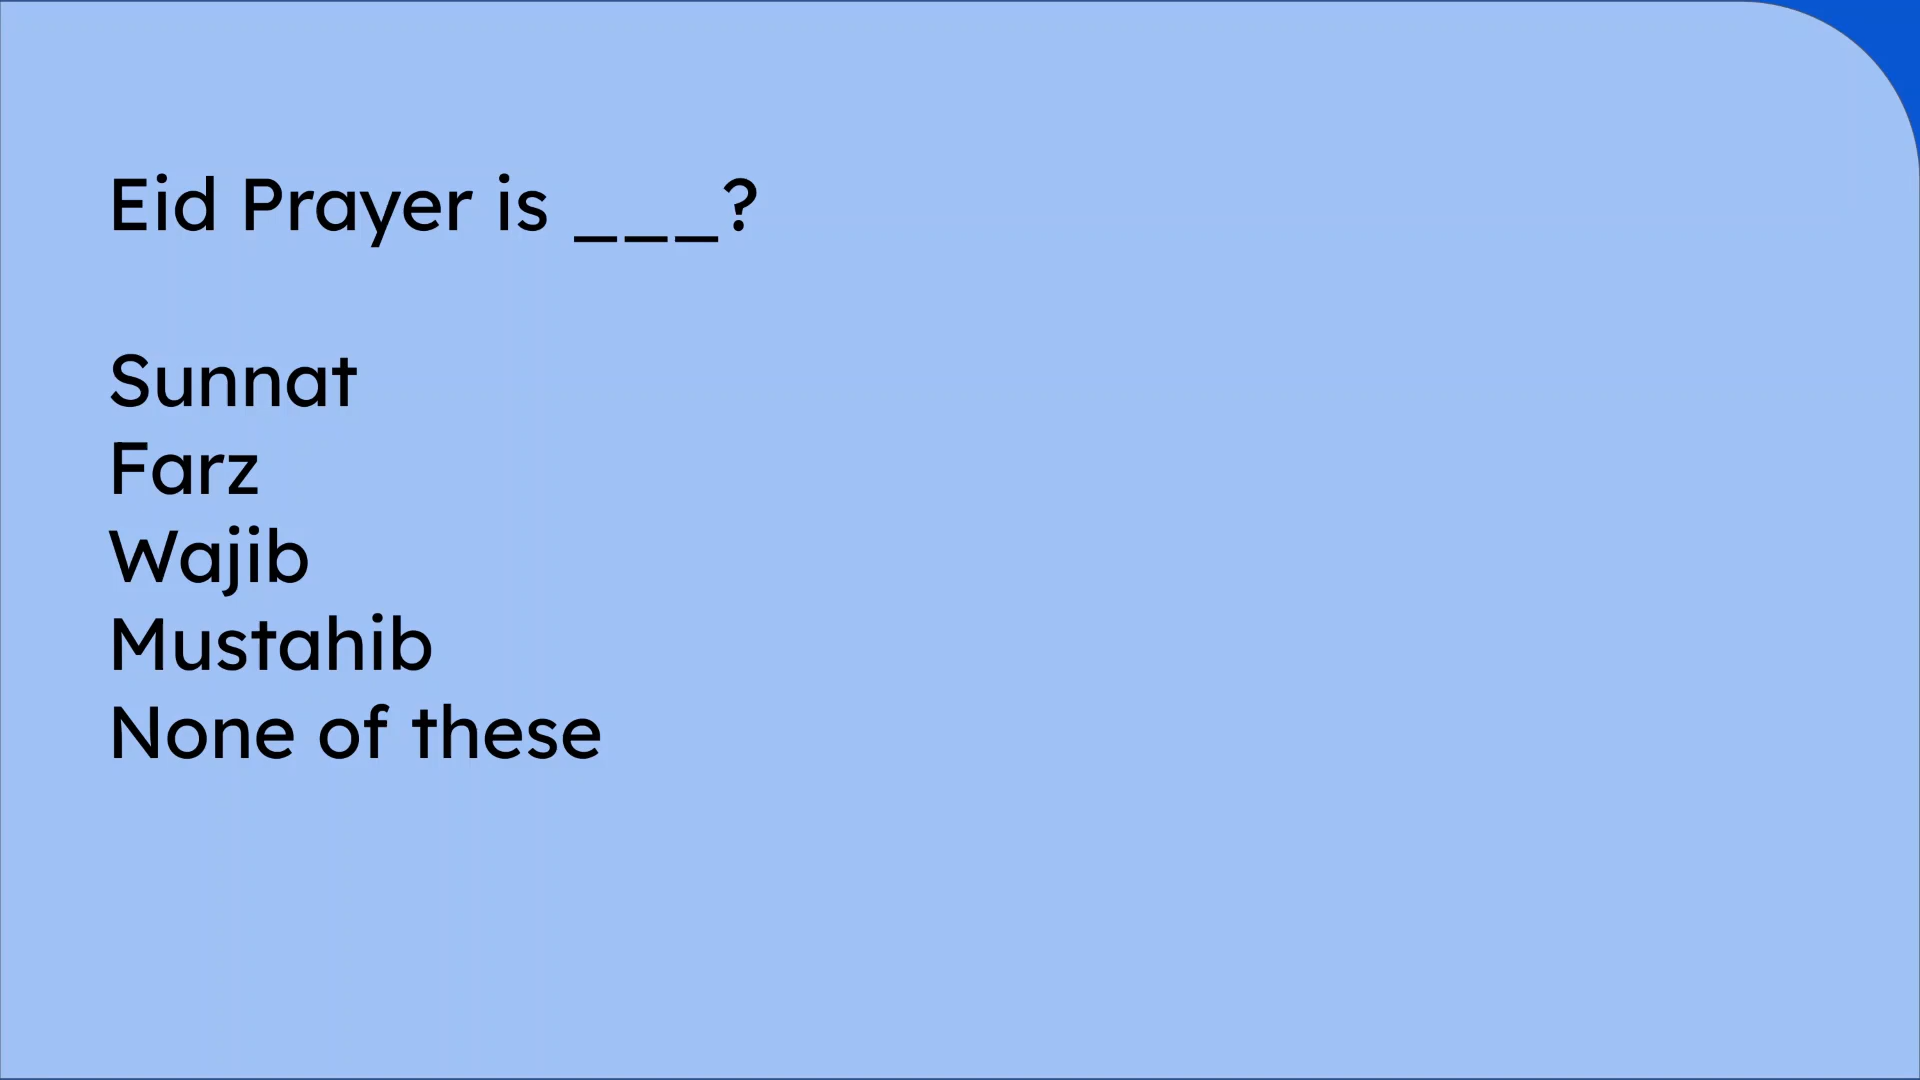 Eid Prayer is ___?
Sunnat
Farz
Wajib
Mustahib
None of these